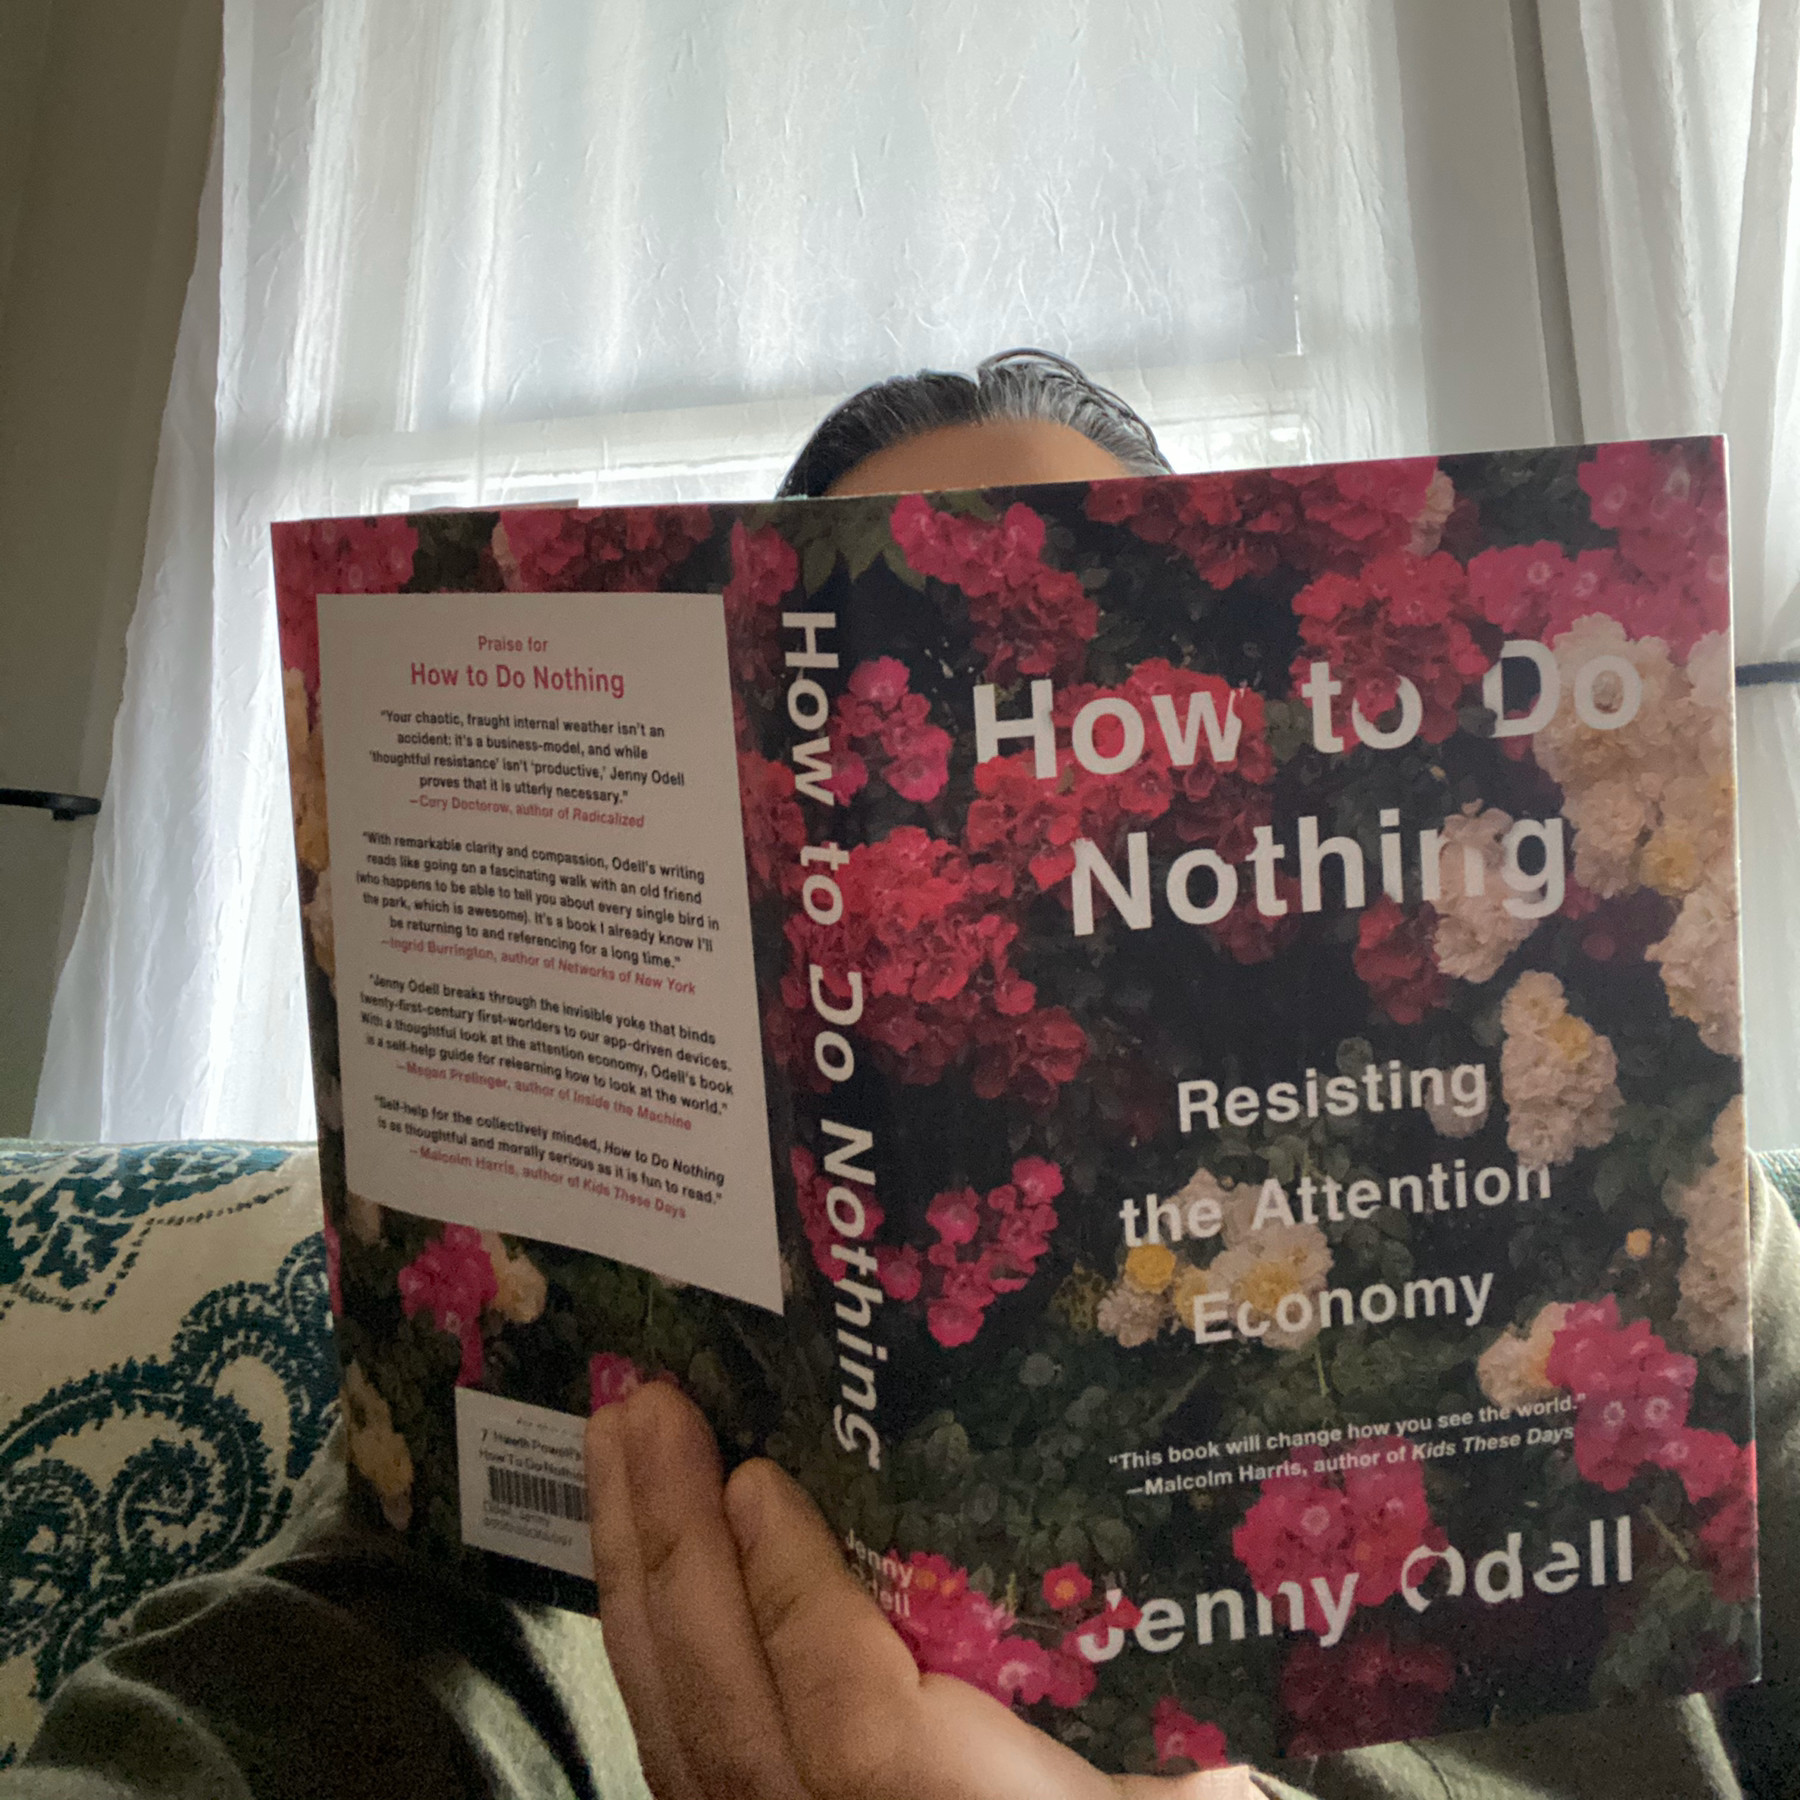 Praise for
How to Do Nothing
“Your chaotic, fraught internal weather isn’t an
accident; it’s a business-model, and while
‘thoughtful resistance’ isn’t ‘productive,’ Jenny Odell
proves that it is utterly necessary.”
—Cory Doctorow, author of Radicalized
“With remarkable clarity and compassion, Odell’s writing
reads like going on a fascinating walk with an old friend
(who happens to be able to tell you about every single bird in
the park, which is awesome). It’s a book I already know I’ll
be returning to and referencing for a long time.”
—Ingrid Burrington, author of Networks of New York
“Jenny Odell breaks through the invisible yoke that binds
twenty-first-century first-worlders to our app-driven devices.
With a thoughtful look at the attention economy, Odell’s book
is a self-help guide for relearning how to look at the world.”
—Megan Prelinger, author of Inside the Machine
“Self-help for the collectively minded, How to Do Nothing
is as thoughtful and morally serious as it is fun to read.”
—Malcolm Harris, author of Kids These Days
How To Do Nothin
How to Do Nothing
Jenny
Odell
How to Do
Nothing
Resisting
the Attention
Economy
“This book will change how you see the world.”
—Malcolm Harris, author of Kids These Days
Jenny Odell